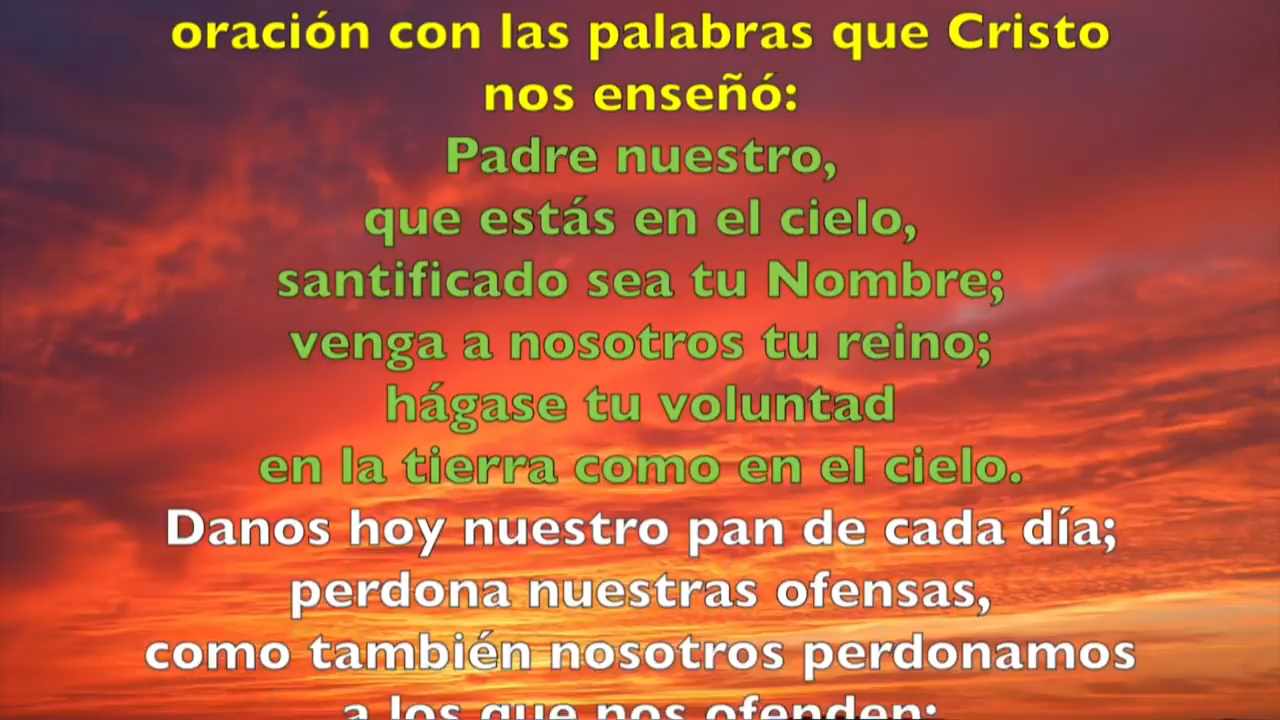 oración con las palabras que Cristo
nos enseñó:
Padre nuestro,
que estás en el cielo,
santificado sea tu Nombre;
venga a nosotros tu reino;
hágase tu voluntad
en la tierra como en el cielo.
Danos hoy nuestro pan de cada día;
perdona nuestras ofensas,
como también nosotros perdonamos
a los que nos ofenden;